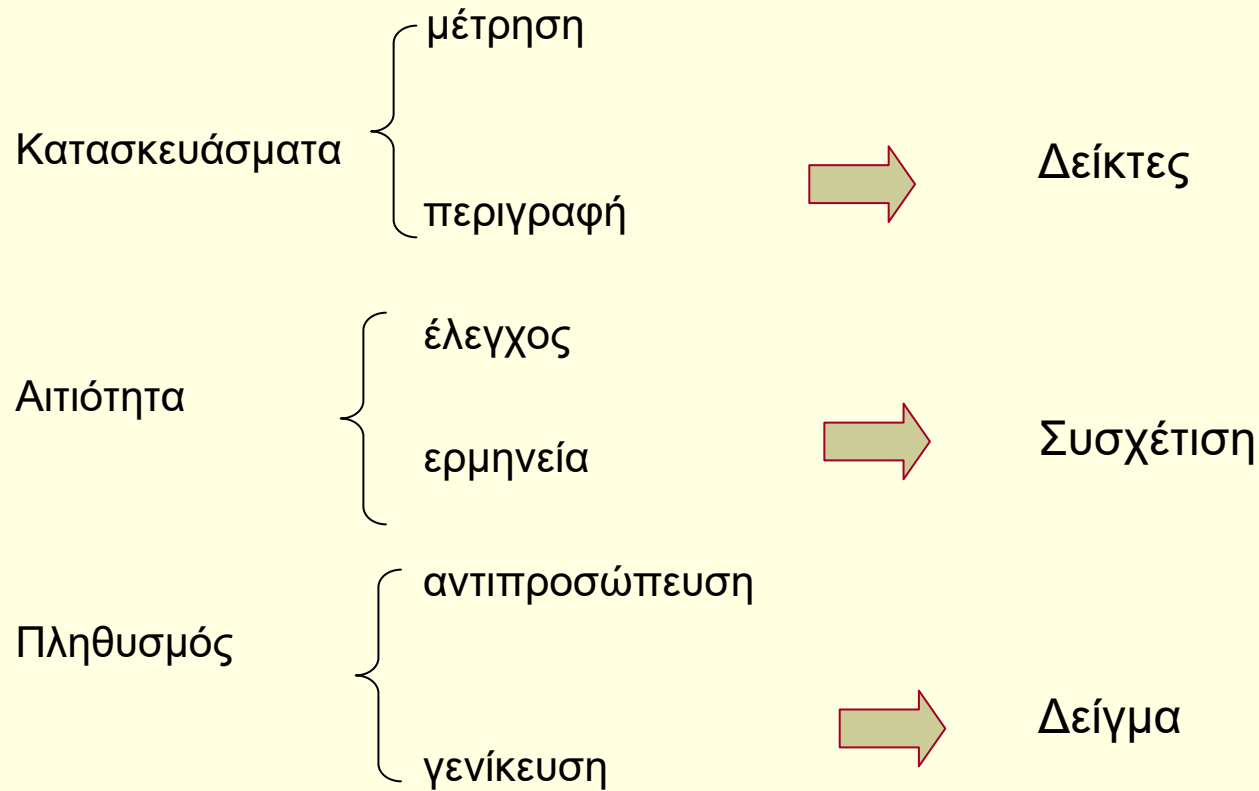 μέτρηση
Κατασκευάσματα
Δείκτες
περιγραφή
έλεγχος
Αιτιότητα
Συσχέτιση
ερμηνεία
αντιπροσώπευση
Πληθυσμός
Δείγμα
γενίκευση